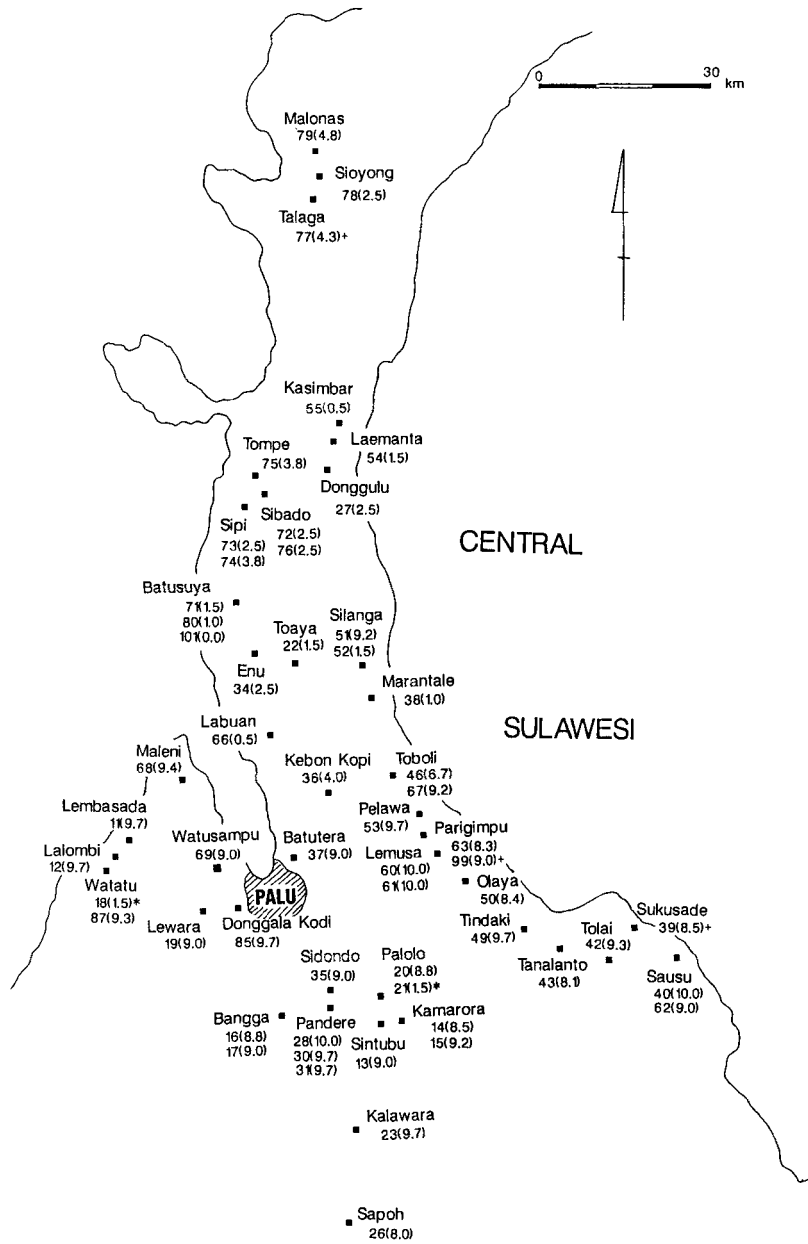 0 30
km
Malonas
79(4.8)
Sioyong
78(2.5)
Talaga
77(4.3)+
Kasimbar
55(0.5)
Laemanta
54(1.5)
Tompe
75(3.8)
Donggulu
27(2.5)
Sipi
73(2.5)
74(3.8)
Sibado
72(2.5)
76(2.5)
CENTRAL
Batusuya
71(1.5)
80(1.0)
101(0.0)
Toaya
22(1.5)
Silanga
51(9.2)
52(1.5)
Enu
34(2.5)
Marantale
38(1.0)
SULAWESI
Labuan
66(0.5)
Maleni
68(9.4)
Kebon Kopi
36(4.0)
Toboli
46(6.7)
67(9.2)
Lembasada
11(9.7)
Pelawa
53(9.7)
Parigimpu
63(8.3)
99(9.0)+
Watusampu
69(9.0)
Batutera
37(9.0)
Lemusa
60(10.0)
61(10.0)
Lalombi
12(9.7)
Watatu
18(1.5)*
87(9.3)
PALU
Olaya
50(8.4)
Lewara
19(9.0)
Donggala Kodi
85(9.7)
Tindaki
49(9.7)
Tolai
42(9.3)
Sukusade
39(8.5)+
Tanalanto
43(8.1)
Sausu
40(10.0)
62(9.0)
Sidondo
35(9.0)
Palolo
20(8.8)
21(1.5)*
Bangga
16(8.8)
17(9.0)
Pandere
28(10.0)
30(9.7)
31(9.7)
Sintubu
13(9.0)
Kamarora
14(8.5)
15(9.2)
Kalawara
23(9.7)
Sapoh
26(8.0)